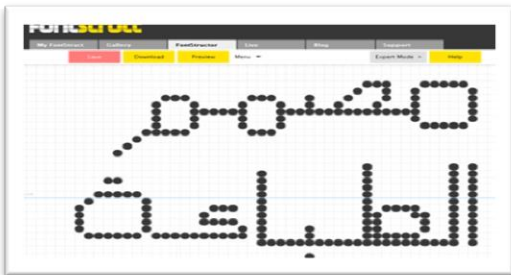 FontStruct
My FontStruct Gallery FontStructor Live Blog Support
Save Download Preview Menu Expert Mode Help
مصمم
الطباعة